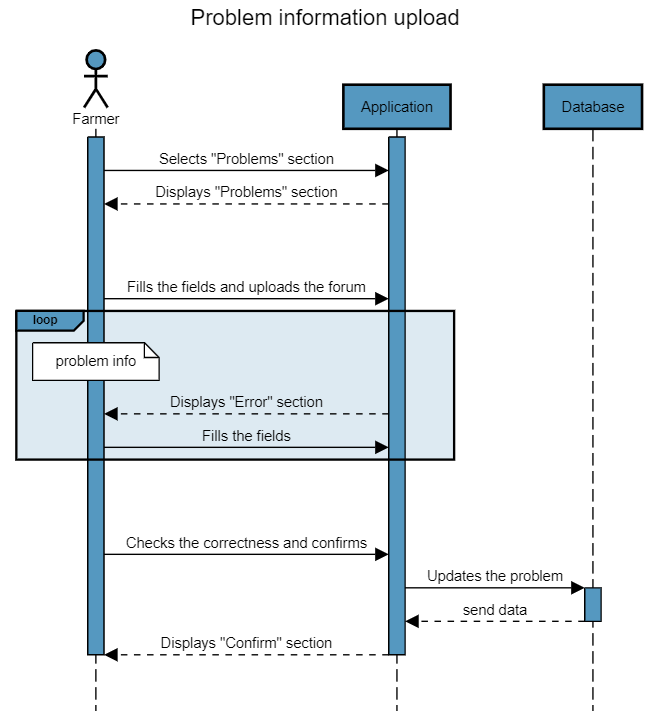 Problem information upload
Farmer
Application
Database
Selects "Problems" section
Displays "Problems" section
Fills the fields and uploads the forum
loop
problem info
Displays "Error" section
Fills the fields
Checks the correctness and confirms
Updates the problem
send data
Displays "Confirm" section